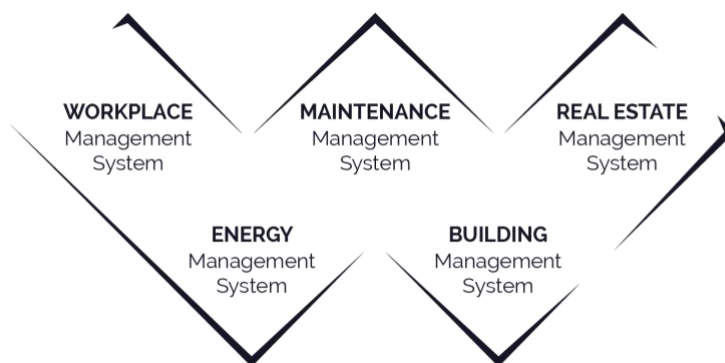 WORKPLACE
Management
System
MAINTENANCE
Management
System
REAL ESTATE
Management
System
ENERGY
Management
System
BUILDING
Management
System